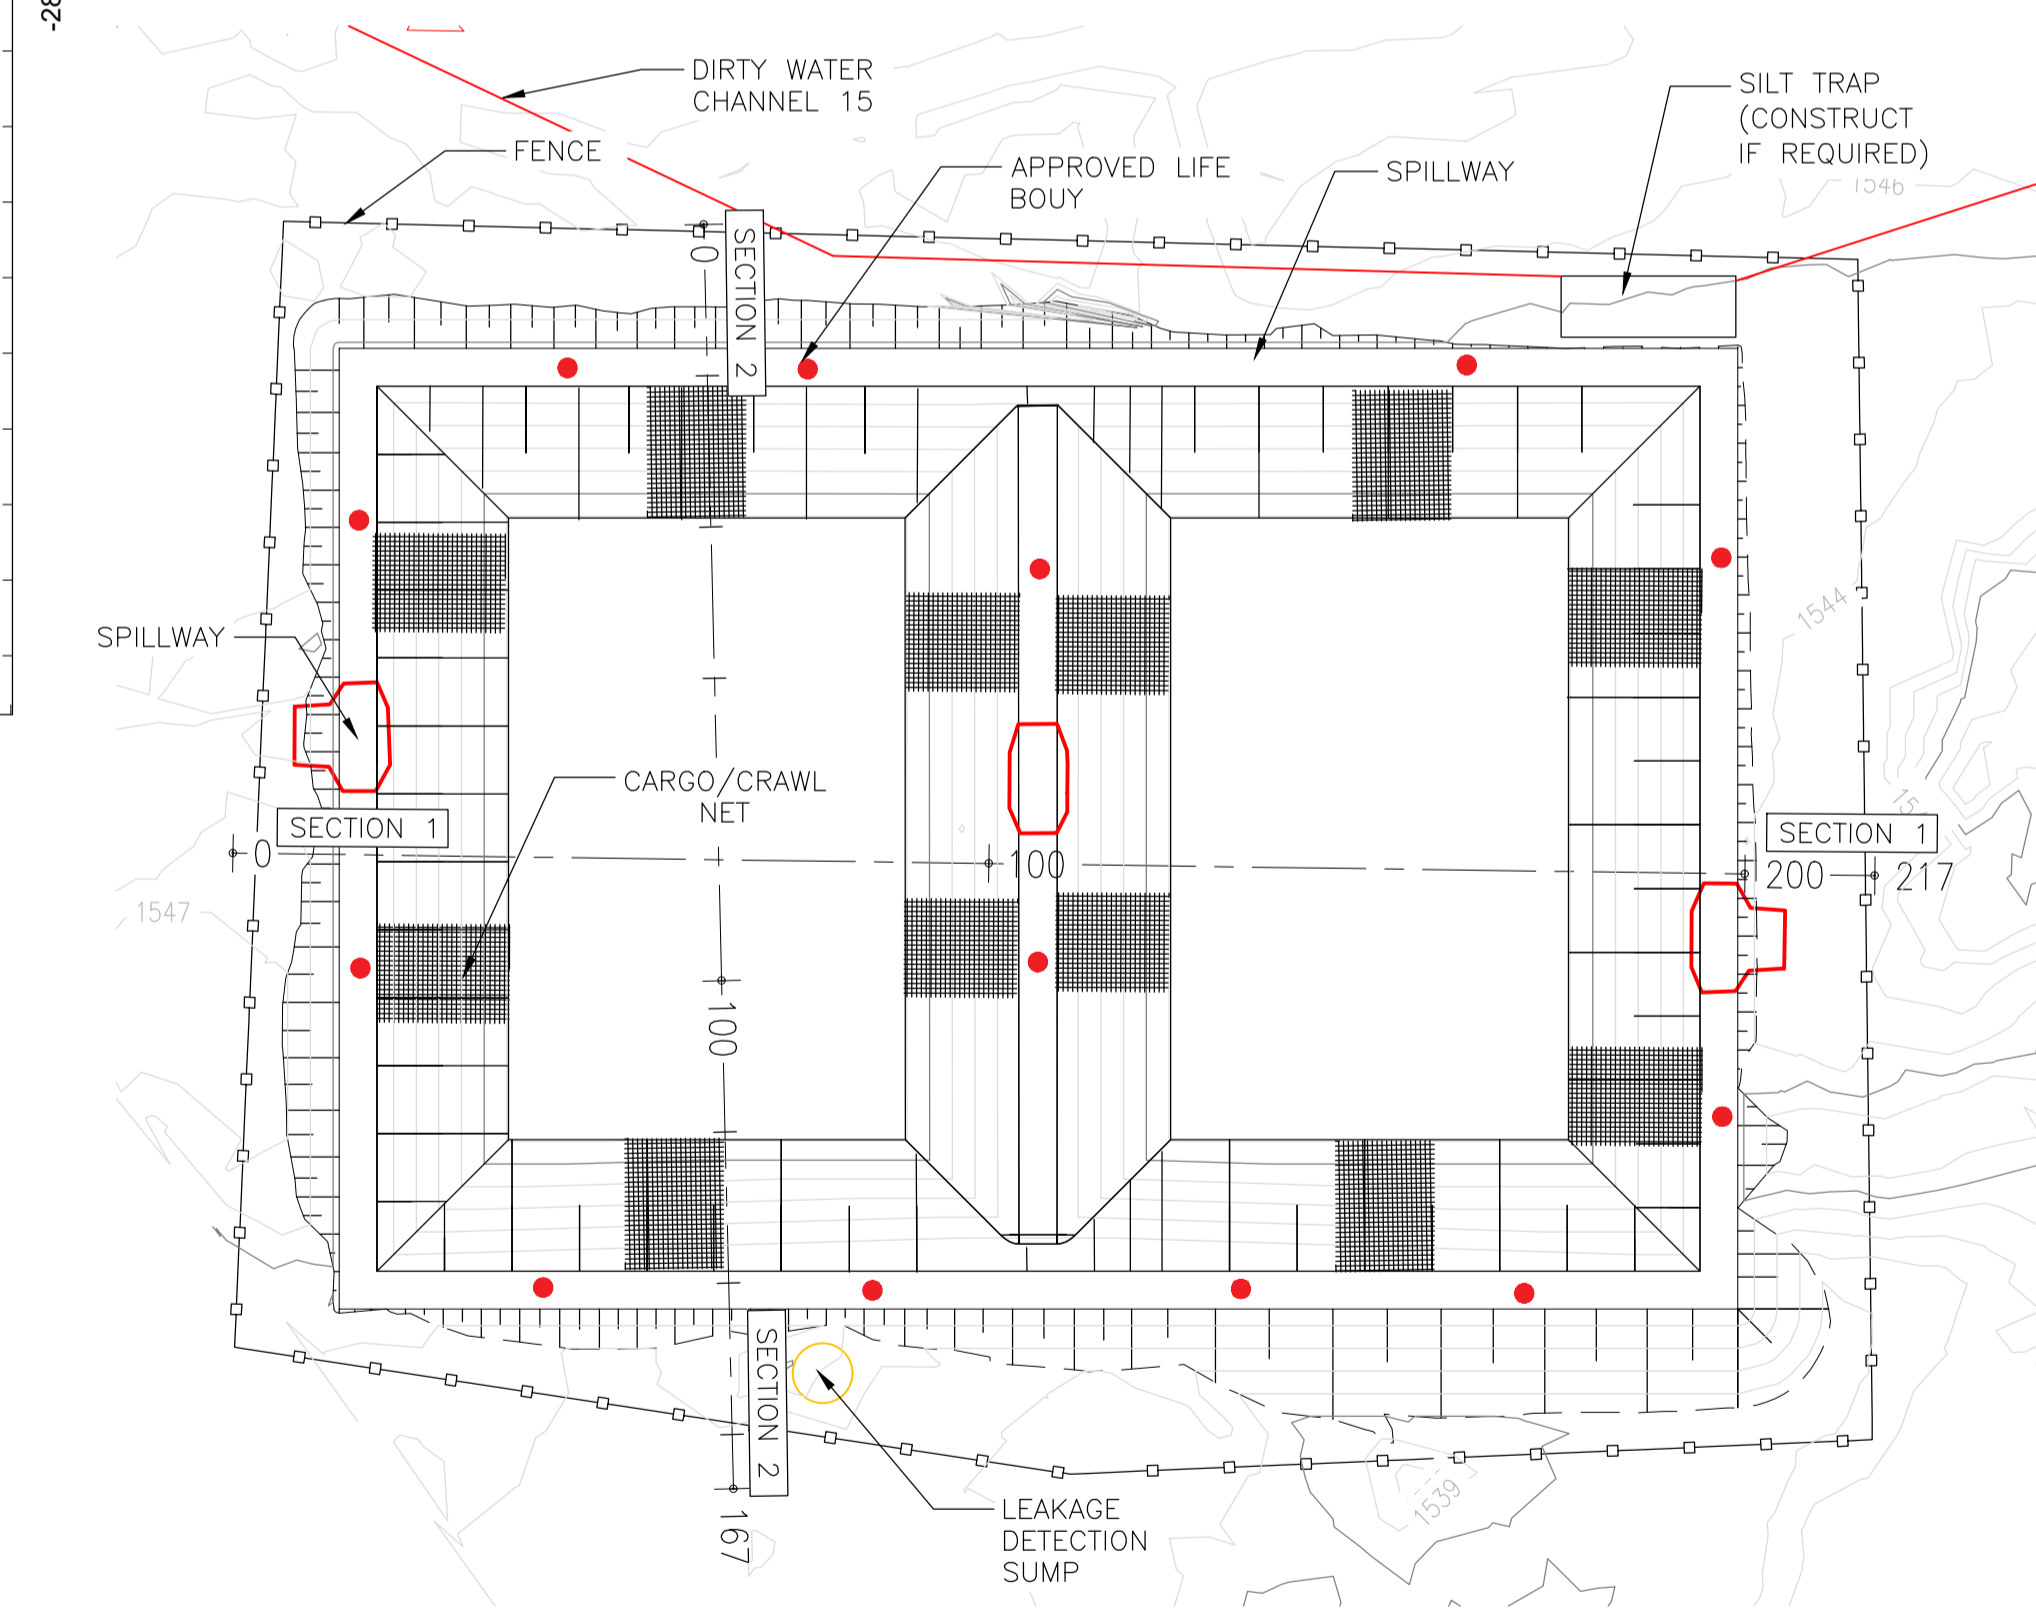 -28
DIRTY WATER
CHANNEL 15
SILT TRAP
(CONSTRUCT
IF REQUIRED)
FENCE
APPROVED LIFE
BOUY
SPILLWAY
1546
0
SECTION 2
1544
SPILLWAY
CARGO/CRAWL
NET
SECTION 1
0
100
SECTION 1
200
217
15
1547
100
SECTION 2
167
LEAKAGE
DETECTION
SUMP
1539